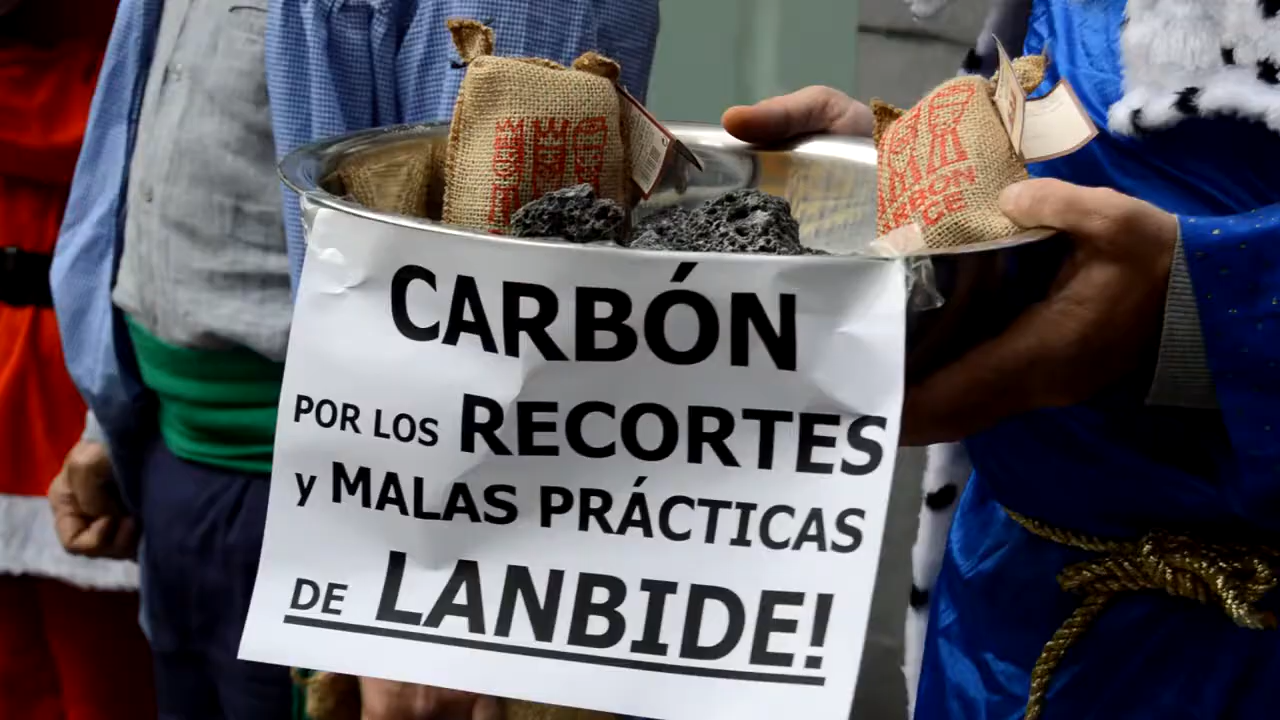 CARBÓN
POR LOS RECORTES
y MALAS PRÁCTICAS
DE LANBIDE!